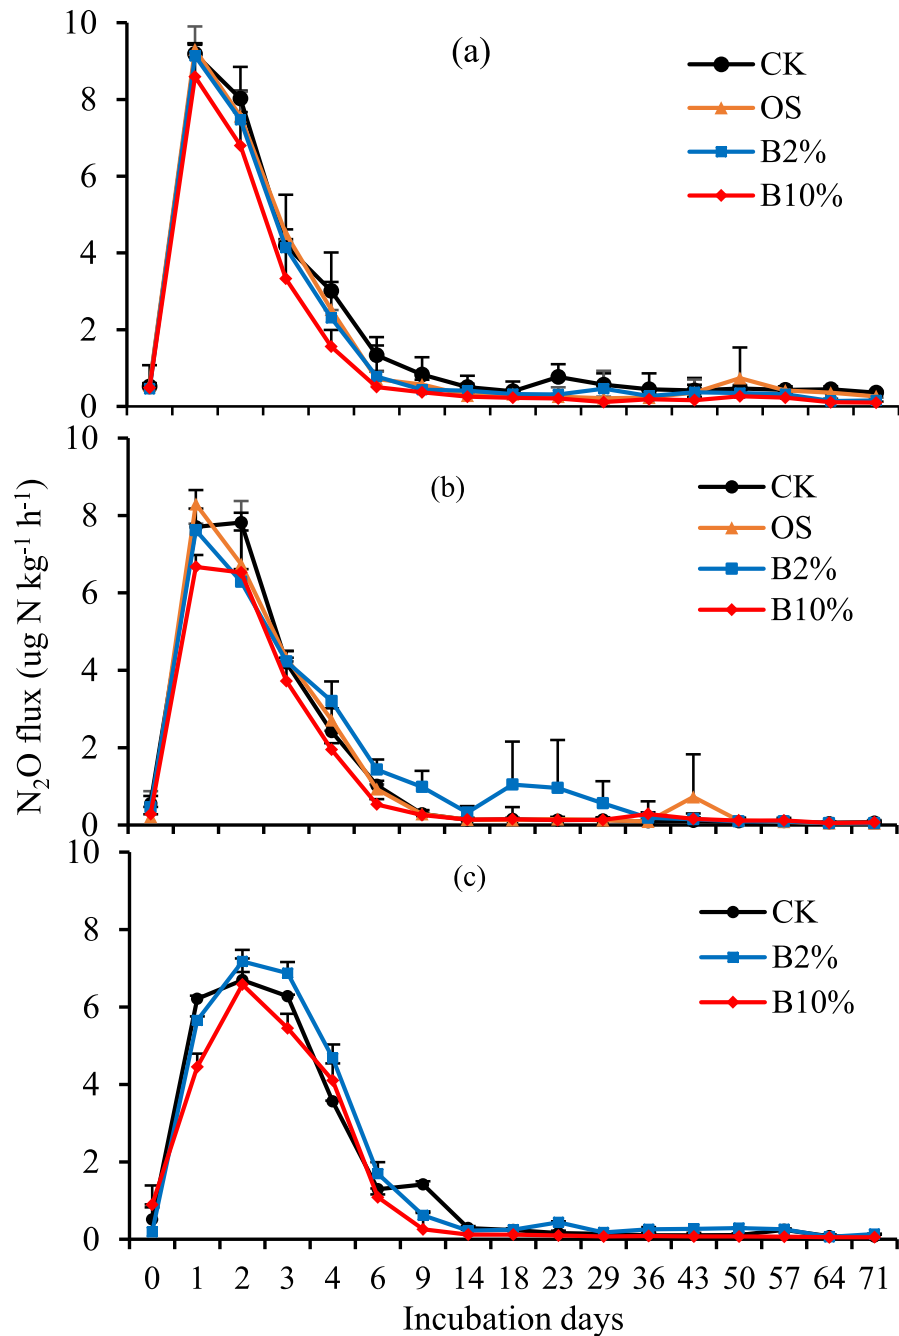 10
(a)
CK
8
OS
B2%
6
B10%
4
2
0
10
(b)
CK
8
OS
B2%
6
B10%
4
2
0
N₂O flux (ug N kg⁻¹ h⁻¹)
10
(c)
CK
8
B2%
6
B10%
4
2
0
0 1 2 3 4 6 9 14 18 23 29 36 43 50 57 64 71
Incubation days